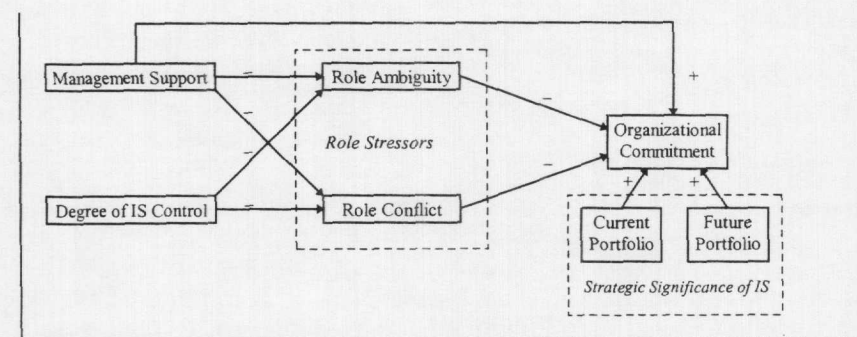 Management Support
Role Ambiguity
+
−
−
−
−
−
−
Role Stressors
Organizational
Commitment
Degree of IS Control
Role Conflict
+
+
Current
Portfolio
Future
Portfolio
Strategic Significance of IS